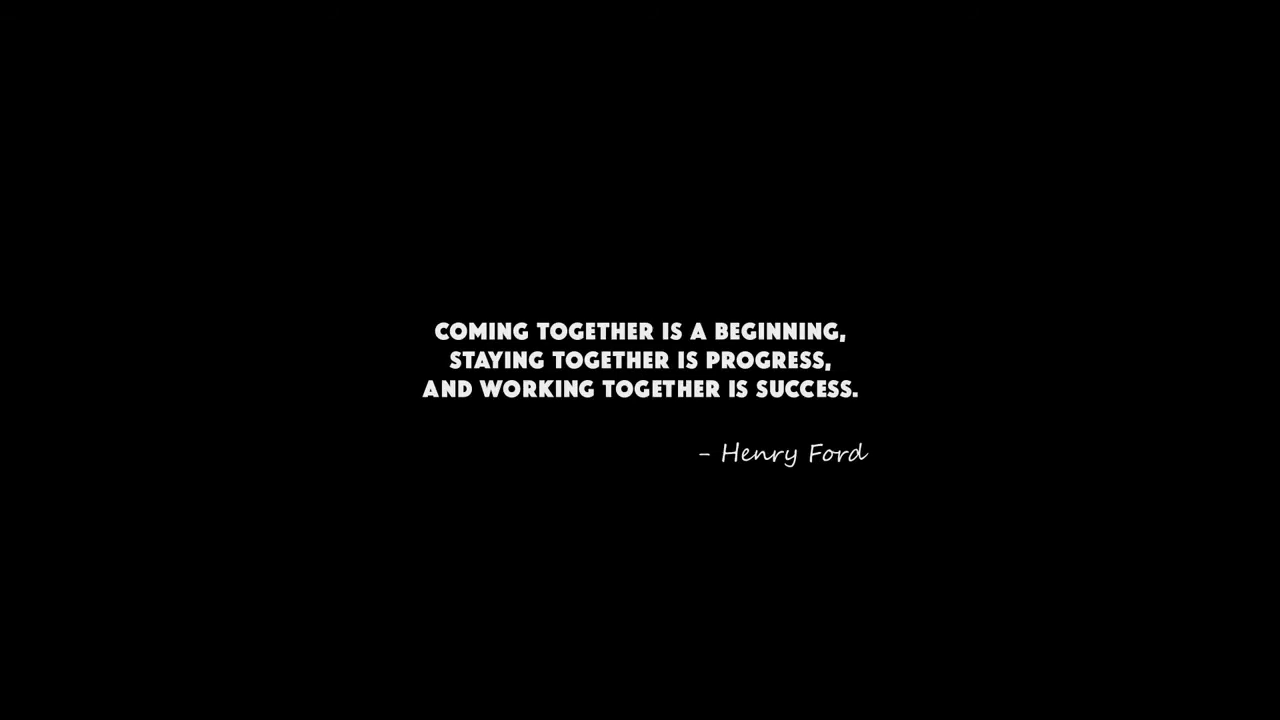 COMING TOGETHER IS A BEGINNING,
STAYING TOGETHER IS PROGRESS,
AND WORKING TOGETHER IS SUCCESS.
- Henry Ford